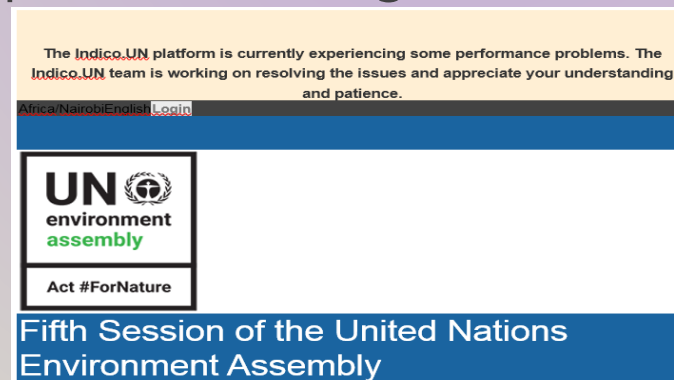 The Indico.UN platform is currently experiencing some performance problems. The
Indico.UN team is working on resolving the issues and appreciate your understanding
and patience.
Africa/NairobiEnglishLogin
UN
environment
assembly
Act #ForNature
Fifth Session of the United Nations
Environment Assembly